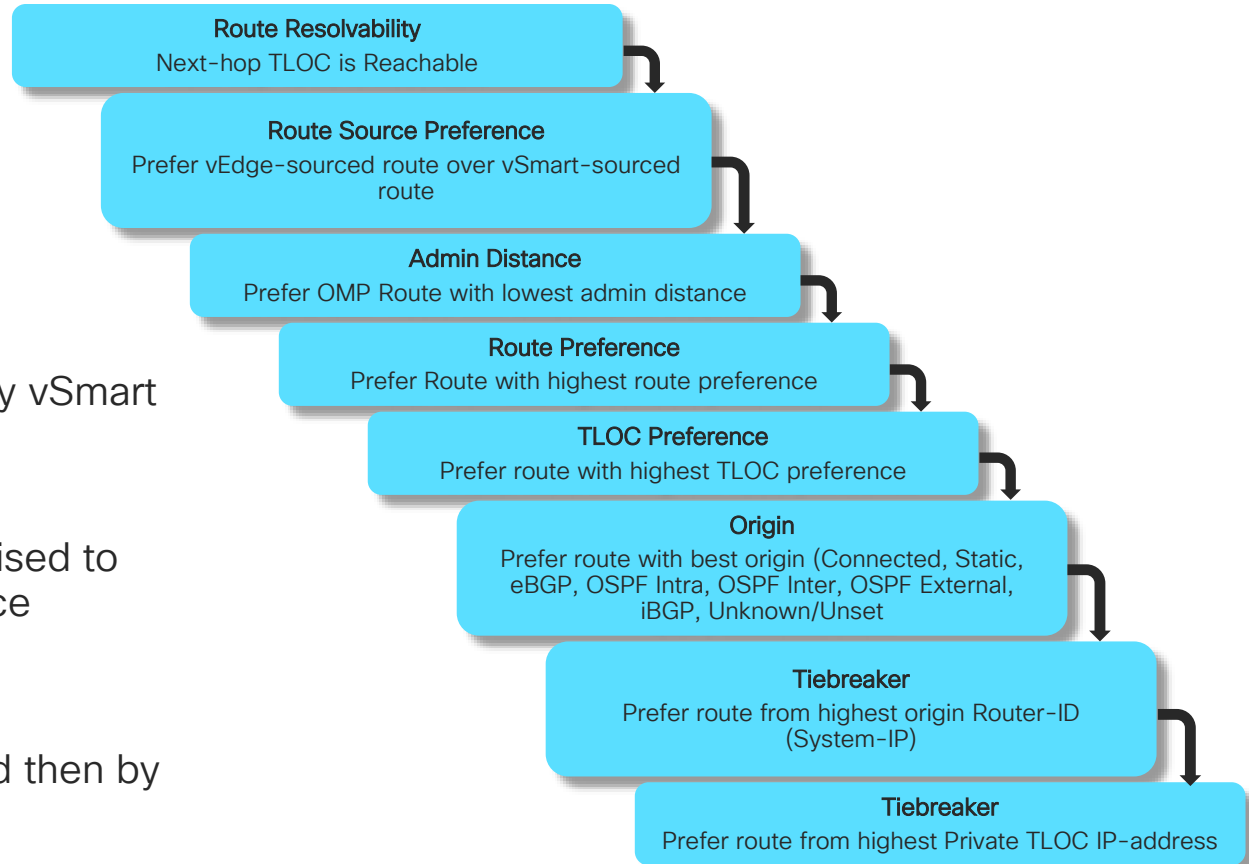 Route Resolvability
Next-hop TLOC is Reachable
Route Source Preference
Prefer vEdge-sourced route over vSmart-sourced
route
Admin Distance
Prefer OMP Route with lowest admin distance
Route Preference
Prefer Route with highest route preference
TLOC Preference
Prefer route with highest TLOC preference
Origin
Prefer route with best origin (Connected, Static,
eBGP, OSPF Intra, OSPF Inter, OSPF External,
iBGP, Unknown/Unset
Tiebreaker
Prefer route from highest origin Router-ID
(System-IP)
Tiebreaker
Prefer route from highest Private TLOC IP-address
y vSmart
ised to
ce
d then by